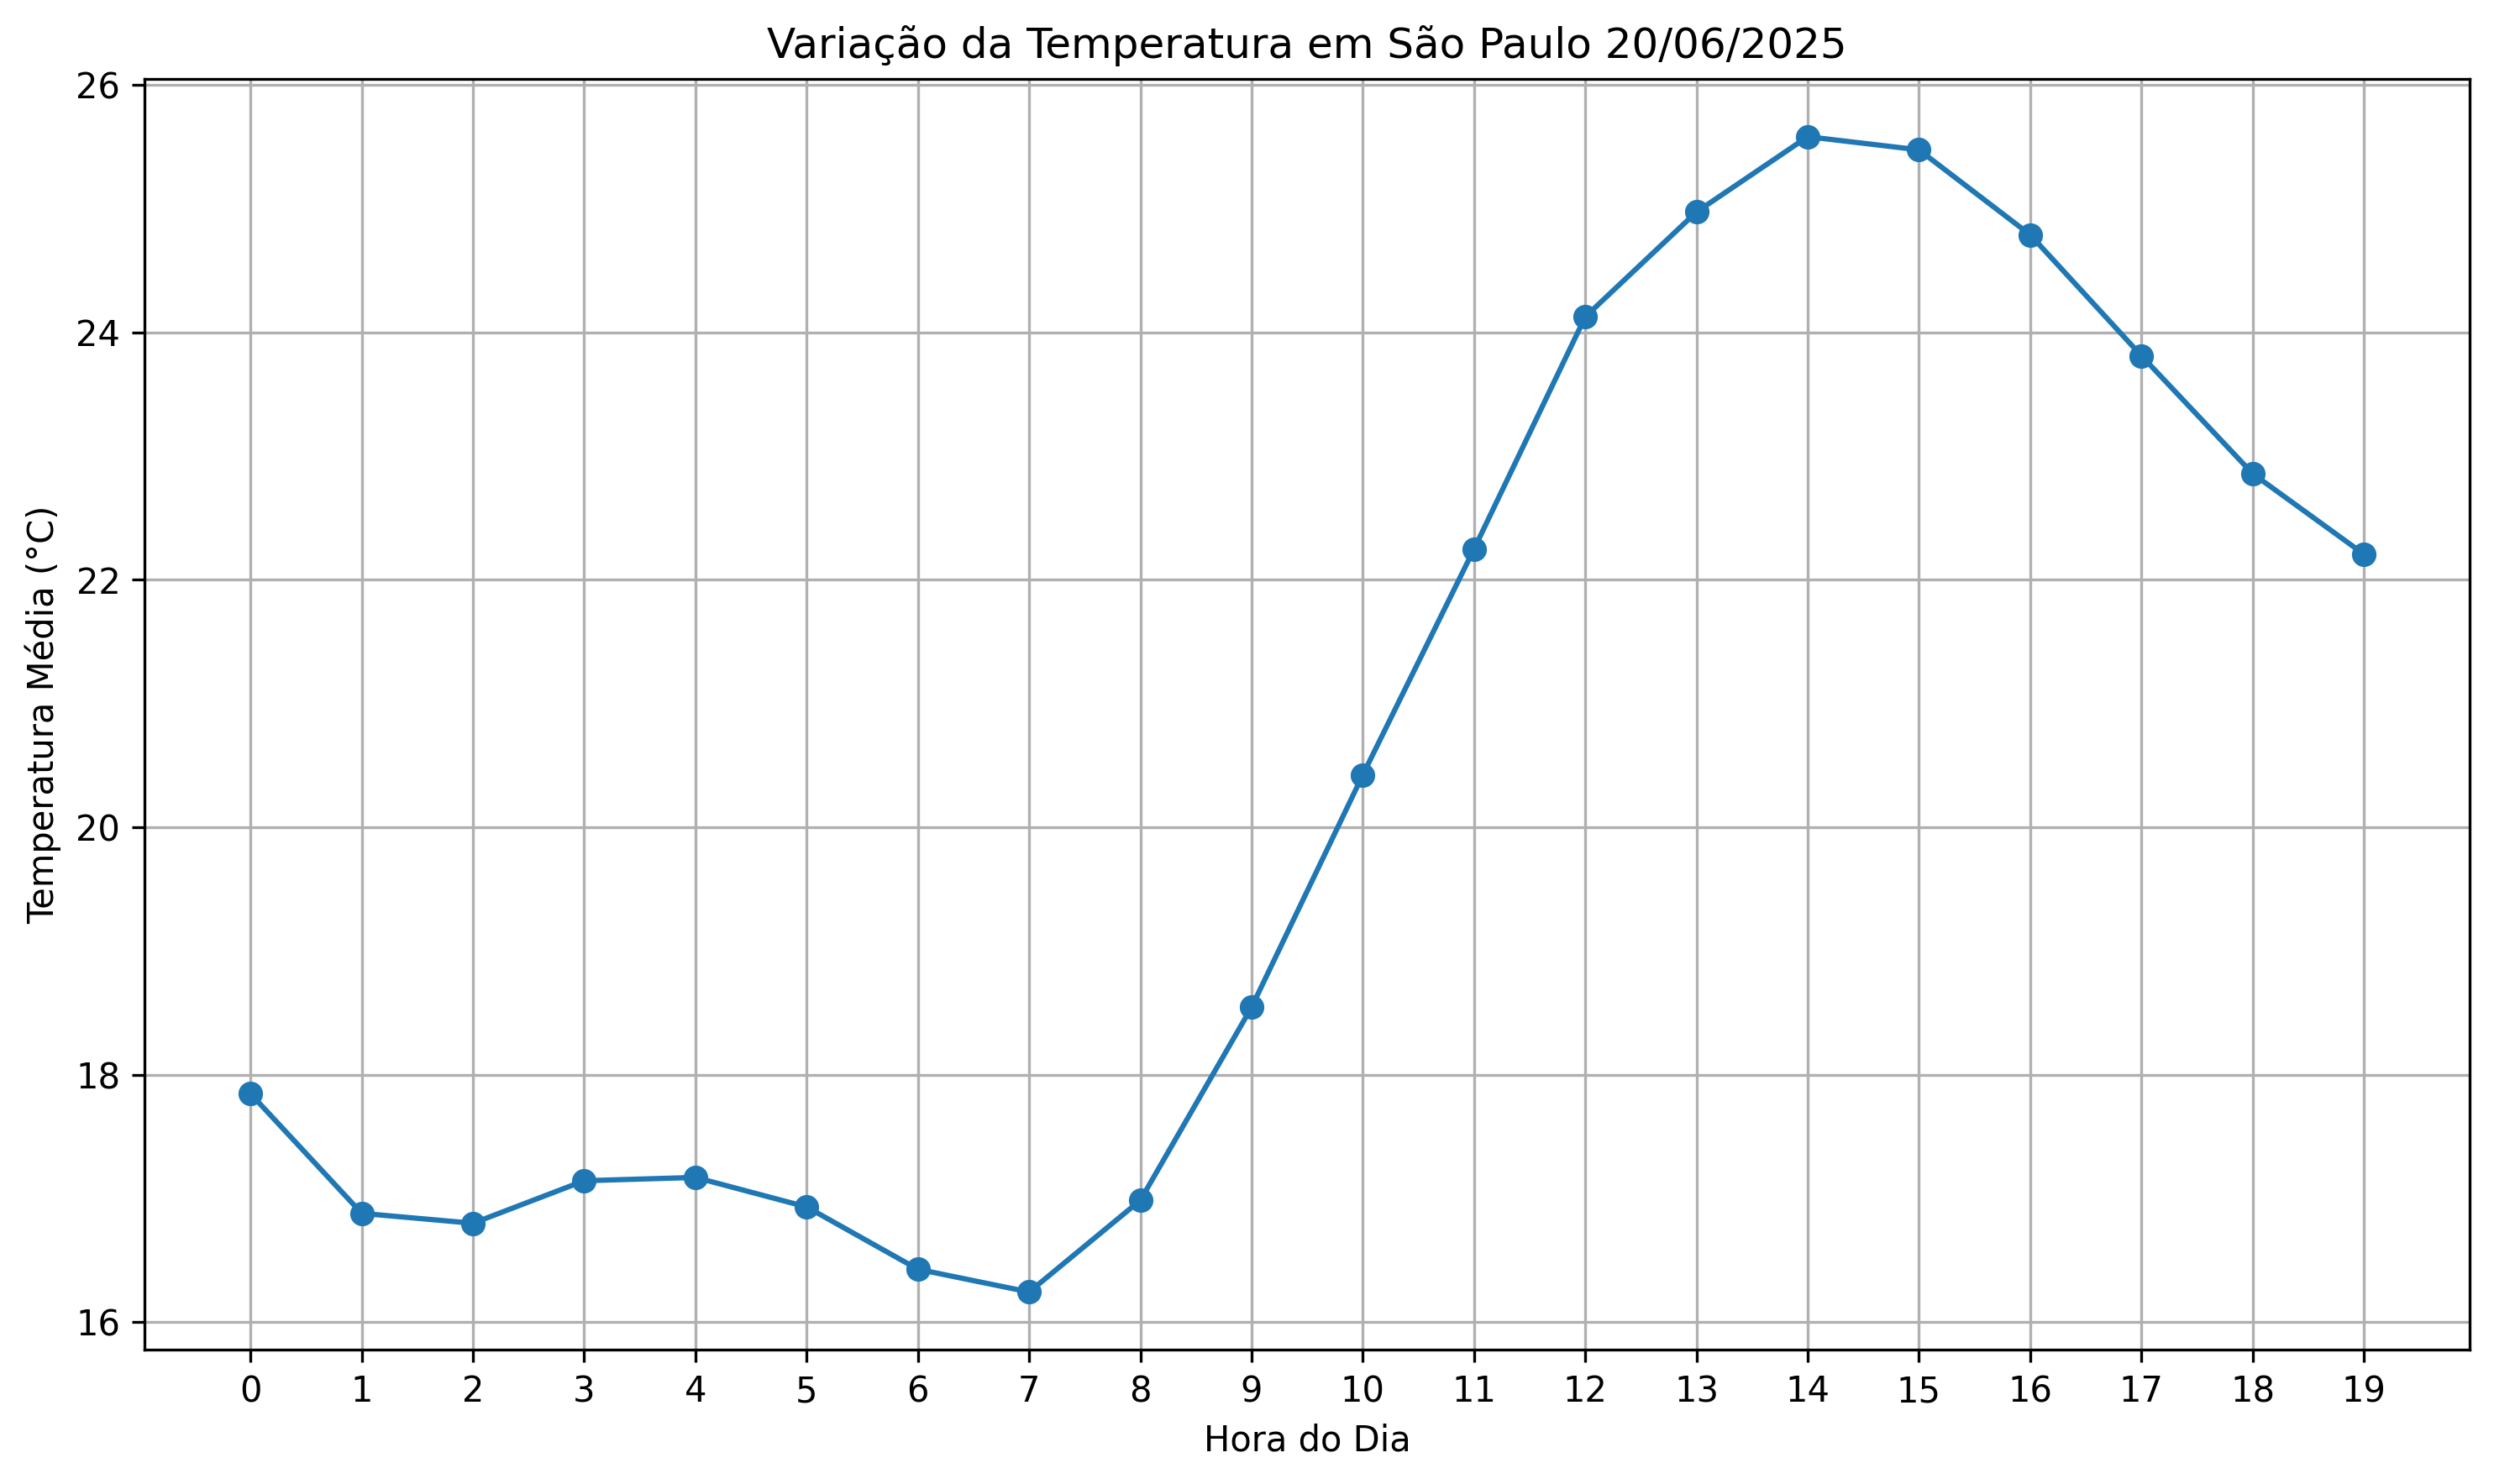 Variação da Temperatura em São Paulo 20/06/2025
26
24
22
20
18
16
Temperatura Média (°C)
0 1 2 3 4 5 6 7 8 9 10 11 12 13 14 15 16 17 18 19
Hora do Dia